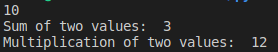 10
Sum of two values:  3
Multiplication of two values:  12